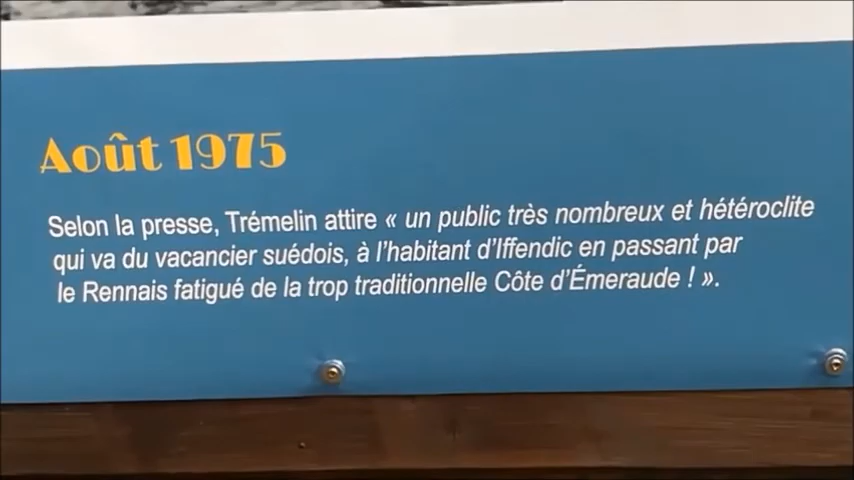 Août 1975
Selon la presse, Trémelin attire « un public très nombreux et hétéroclite
qui va du vacancier suédois, à l'habitant d'Iffendic en passant par
le Rennais fatigué de la trop traditionnelle Côte d'Émeraude ! ».